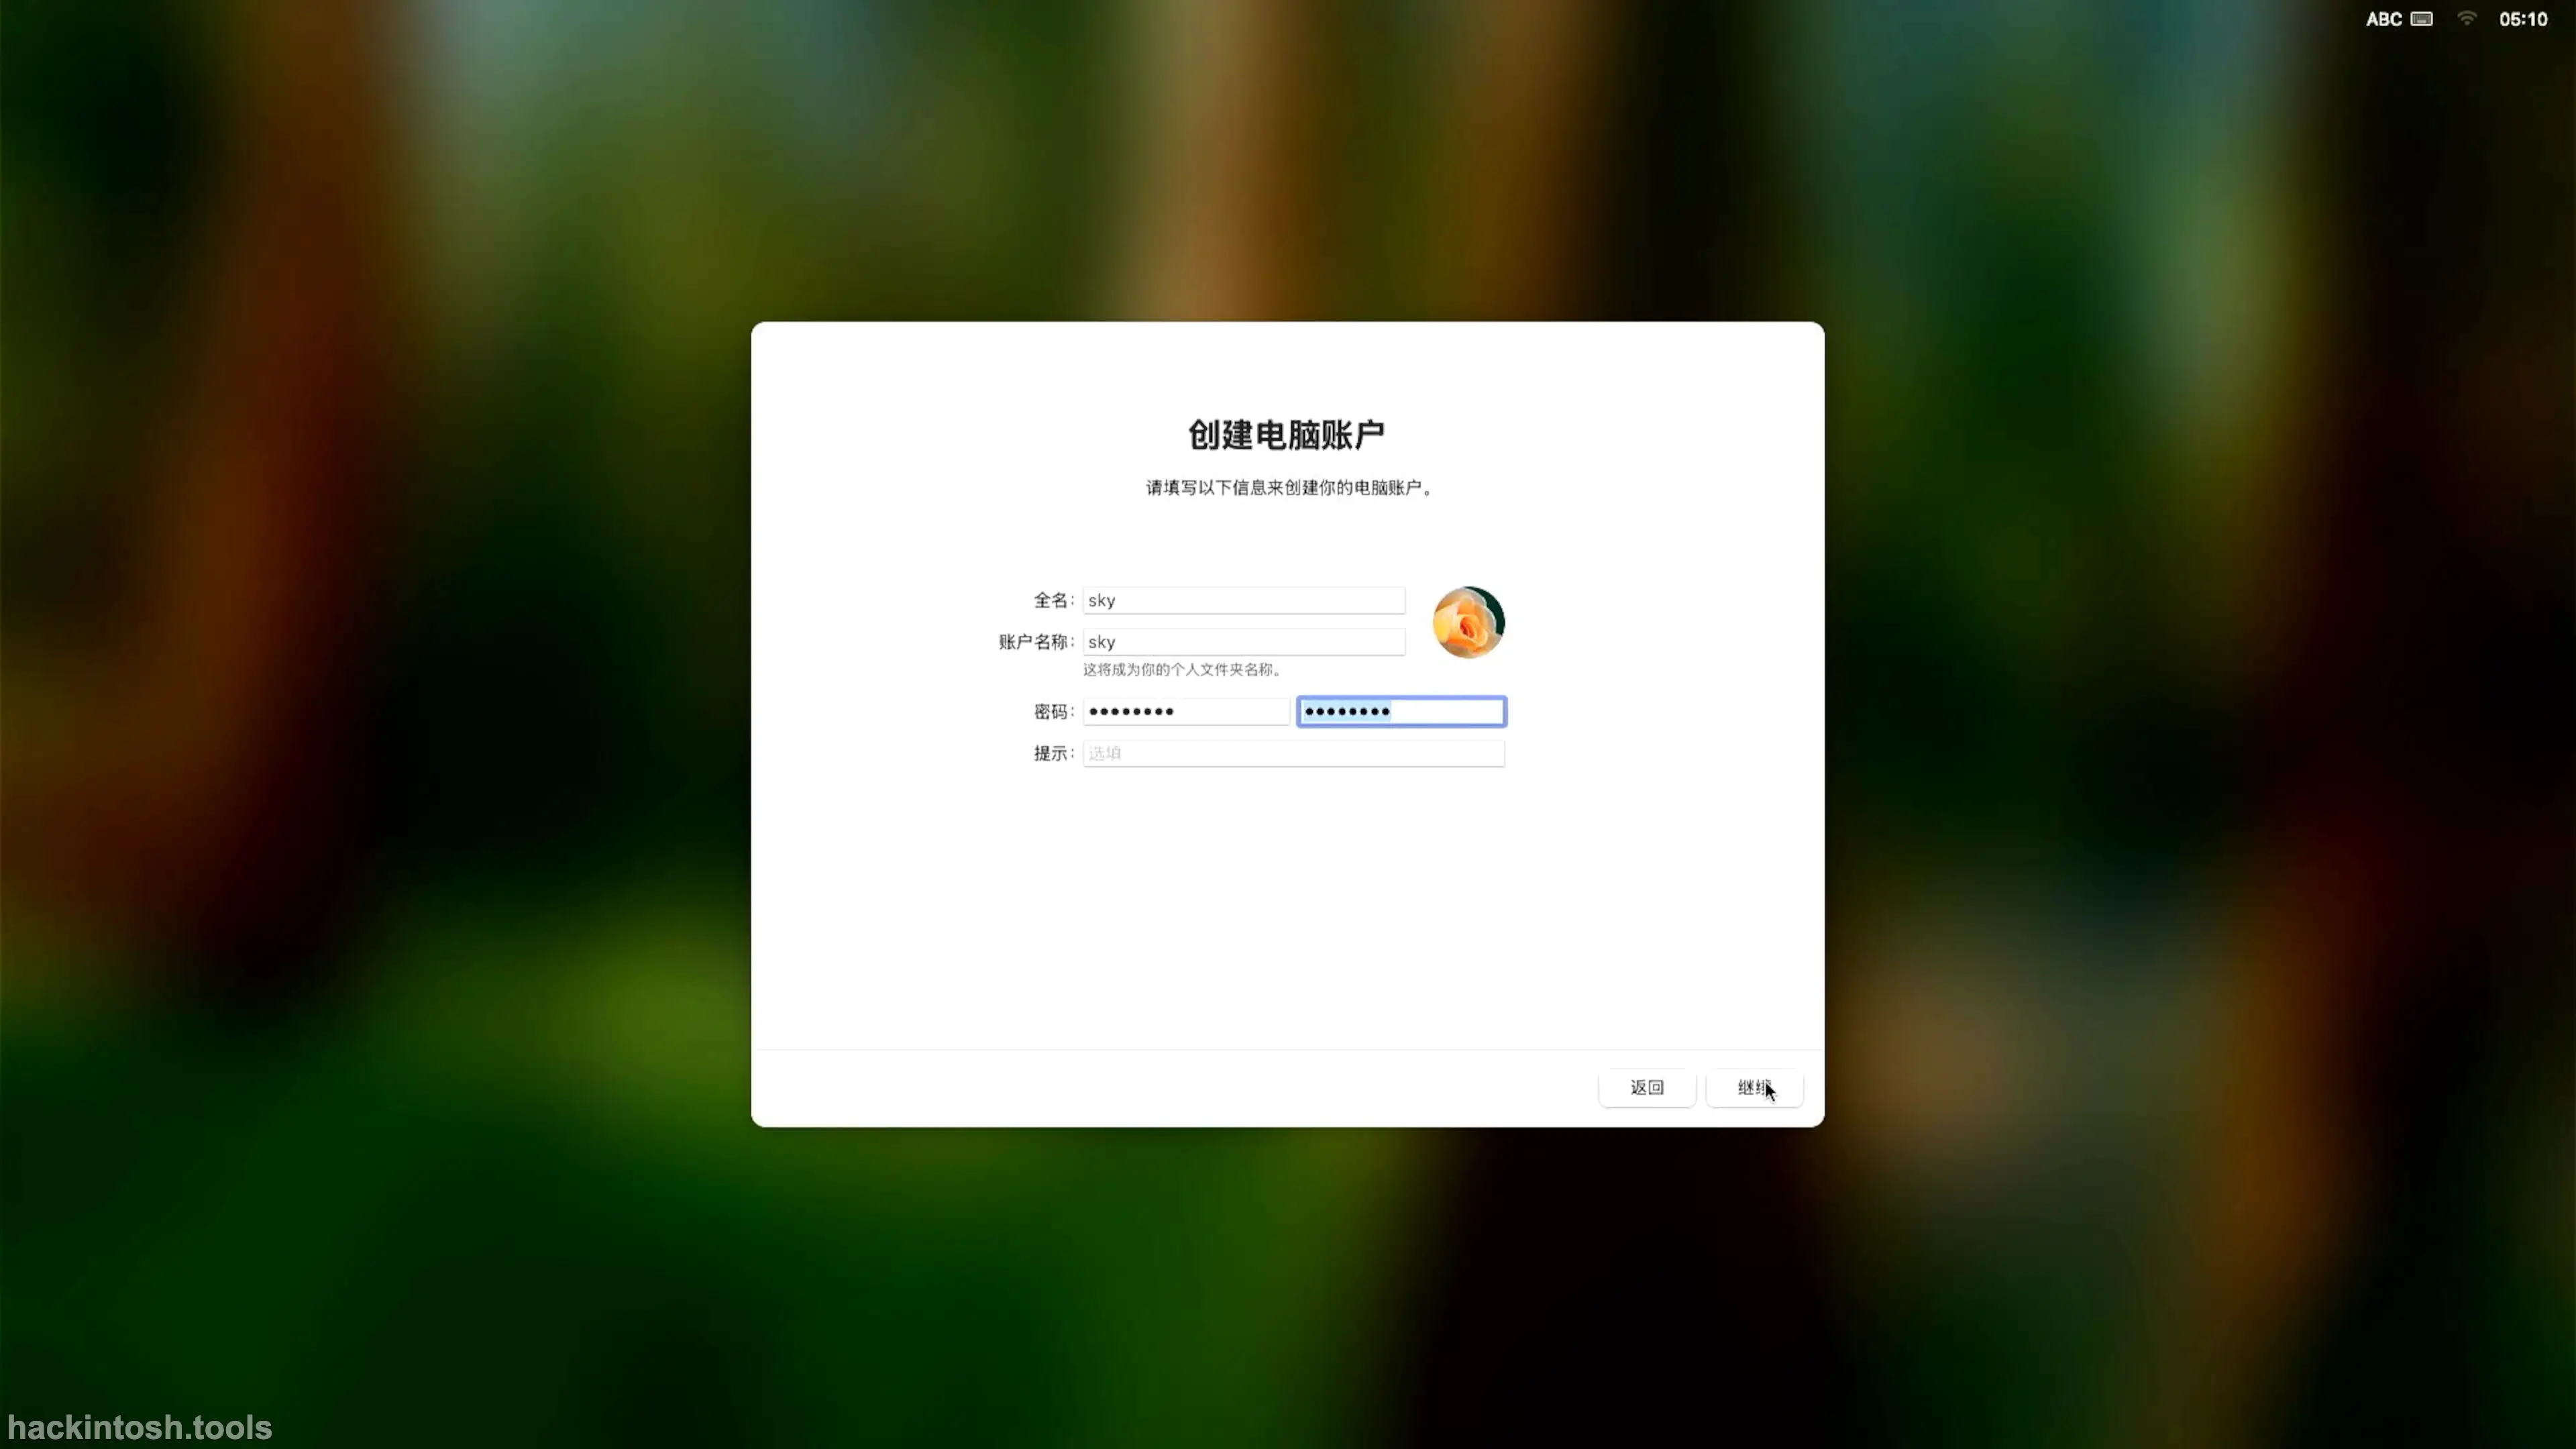 ABC 05:10
创建电脑账户
请填写以下信息来创建你的电脑账户。
全名: sky
账户名称: sky
这将成为你的个人文件夹名称。
密码: •••••••• ••••••••
提示: 选填
返回 继续
hackintosh.tools